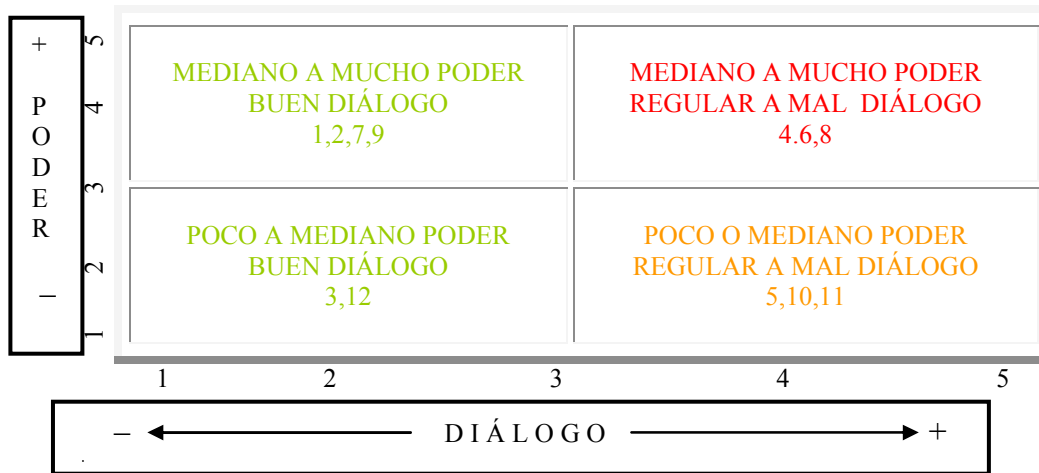 +
P
O
D
E
R
–
5
4
3
2
1
MEDIANO A MUCHO PODER
BUEN DIÁLOGO
1,2,7,9
MEDIANO A MUCHO PODER
REGULAR A MAL DIÁLOGO
4.6,8
POCO A MEDIANO PODER
BUEN DIÁLOGO
3,12
POCO O MEDIANO PODER
REGULAR A MAL DIÁLOGO
5,10,11
1 2 3 4 5
– D I Á L O G O +
.